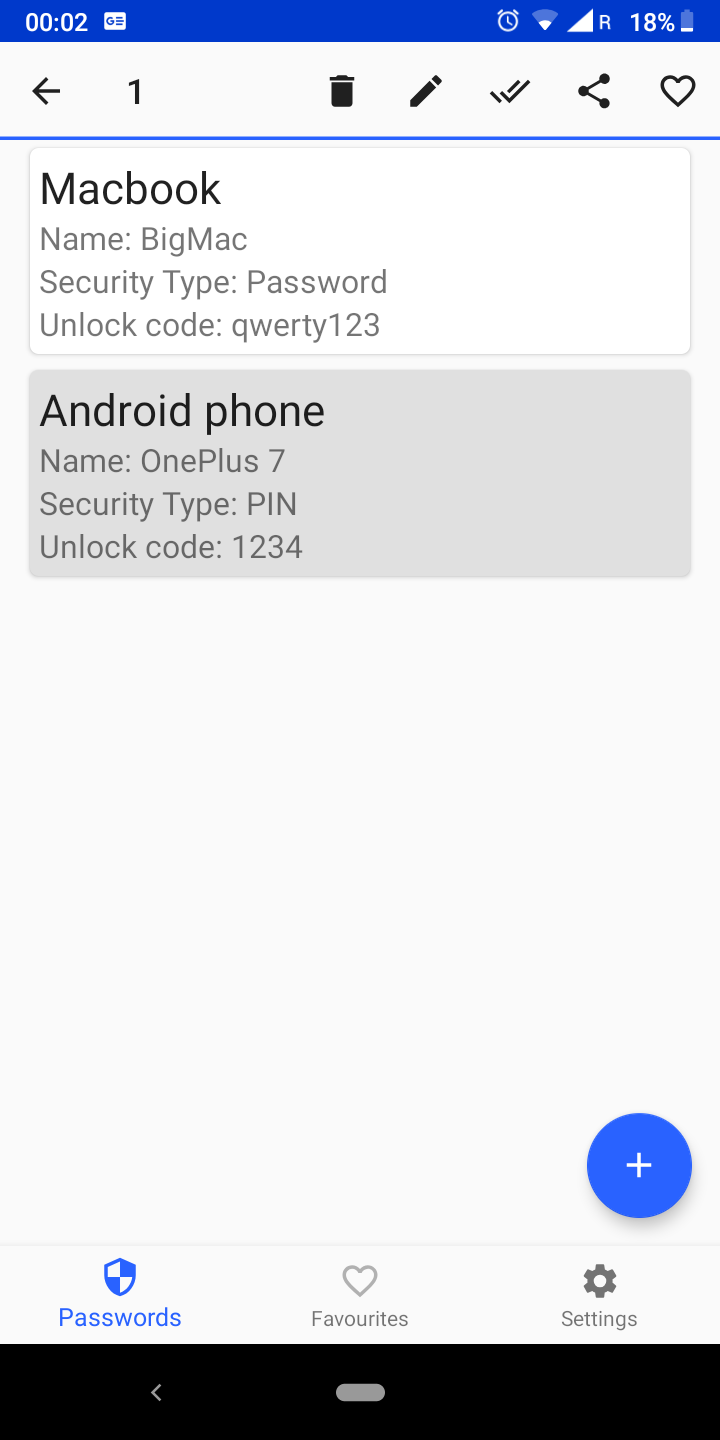 00:02 GE R 18%
1
Macbook
Name: BigMac
Security Type: Password
Unlock code: qwerty123
Android phone
Name: OnePlus 7
Security Type: PIN
Unlock code: 1234
Passwords Favourites Settings